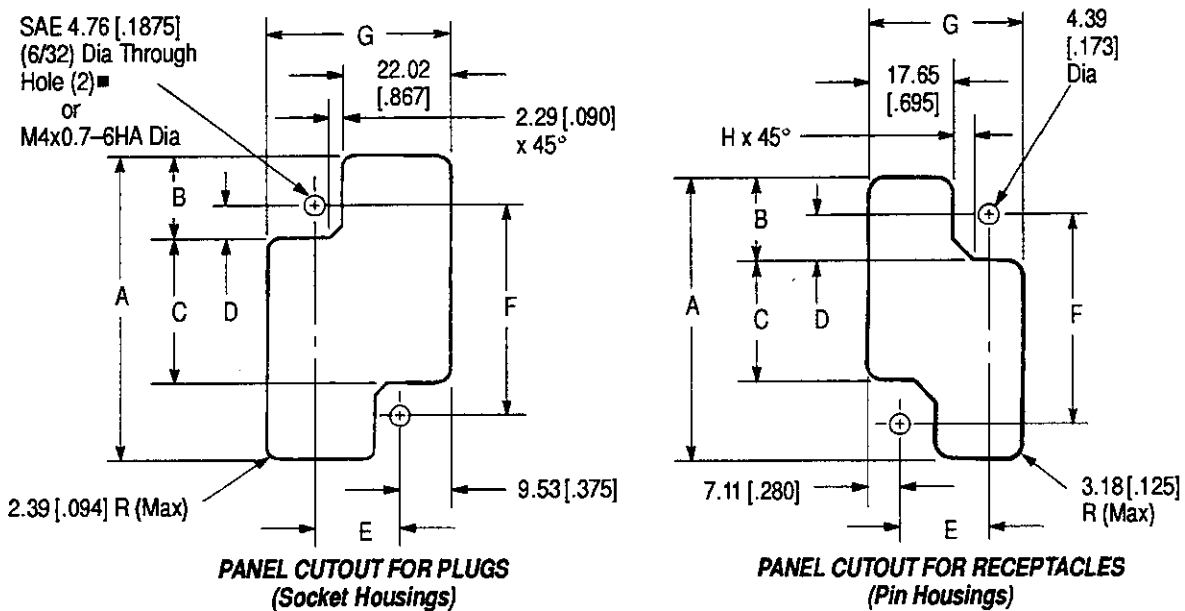 SAE 4.76 [.1875]
(6/32) Dia Through
Hole (2)■
or
M4x0.7–6HA Dia
G
22.02
[.867]
2.29 [.090]
x 45°
B
A
C
D
F
2.39 [.094] R (Max)
E
9.53 [.375]
PANEL CUTOUT FOR PLUGS
(Socket Housings)
G
4.39
[.173]
Dia
17.65
[.695]
H x 45°
B
A
C
D
F
7.11 [.280]
E
3.18 [.125]
R (Max)
PANEL CUTOUT FOR RECEPTACLES
(Pin Housings)